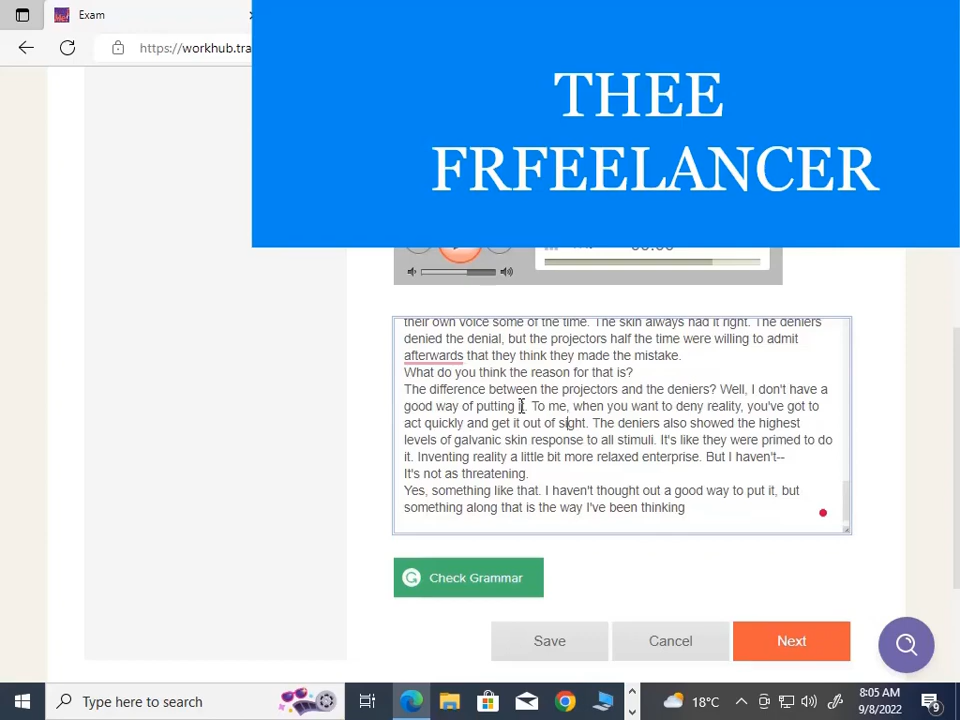 Exam
https://workhub.tra
THEE
FRFEELANCER
their own voice some of the time. The skin always had it right. The deniers
denied the denial, but the projectors half the time were willing to admit
afterwards that they think they made the mistake.
What do you think the reason for that is?
The difference between the projectors and the deniers? Well, I don't have a
good way of putting it. To me, when you want to deny reality, you've got to
act quickly and get it out of sight. The deniers also showed the highest
levels of galvanic skin response to all stimuli. It's like they were primed to do
it. Inventing reality a little bit more relaxed enterprise. But I haven't--
It's not as threatening.
Yes, something like that. I haven't thought out a good way to put it, but
something along that is the way I've been thinking
Check Grammar
Save
Cancel
Next
Type here to search
18°C
8:05 AM
9/8/2022
9